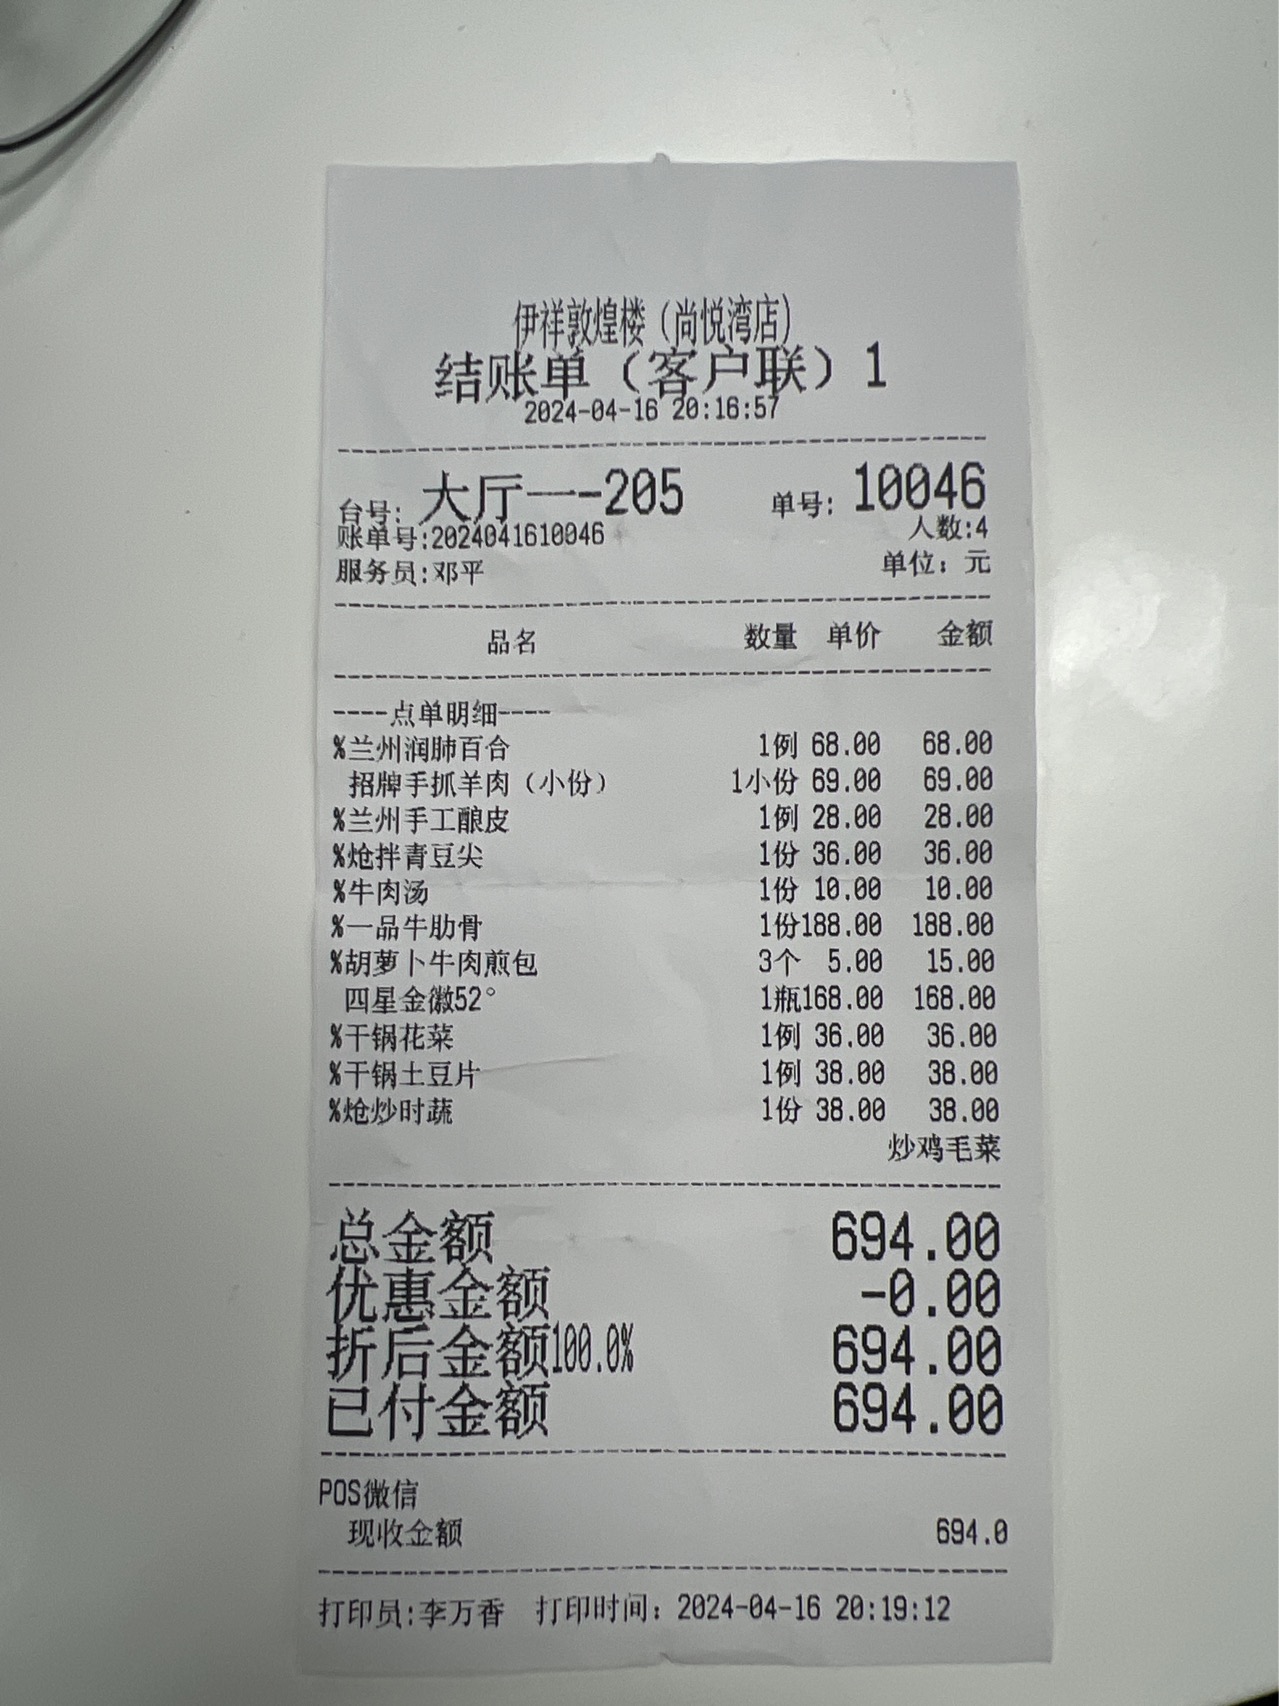 伊祥敦煌楼（尚悦湾店）
结账单（客户联）1
2024-04-16 20:16:57
台号: 大厅一-205 单号: 10046
账单号:2024041610046 人数:4
服务员:邓平 单位：元
品名 数量 单价 金额
----点单明细----
%兰州润肺百合 1例 68.00 68.00
招牌手抓羊肉（小份） 1小份 69.00 69.00
%兰州手工酿皮 1例 28.00 28.00
%炝拌青豆尖 1份 36.00 36.00
%牛肉汤 1份 10.00 10.00
%一品牛肋骨 1份188.00 188.00
%胡萝卜牛肉煎包 3个 5.00 15.00
四星金徽52° 1瓶168.00 168.00
%干锅花菜 1例 36.00 36.00
%干锅土豆片 1例 38.00 38.00
%炝炒时蔬 1份 38.00 38.00
炒鸡毛菜
总金额 694.00
优惠金额 -0.00
折后金额100.0% 694.00
已付金额 694.00
POS微信
现收金额 694.0
打印员:李万香 打印时间：2024-04-16 20:19:12